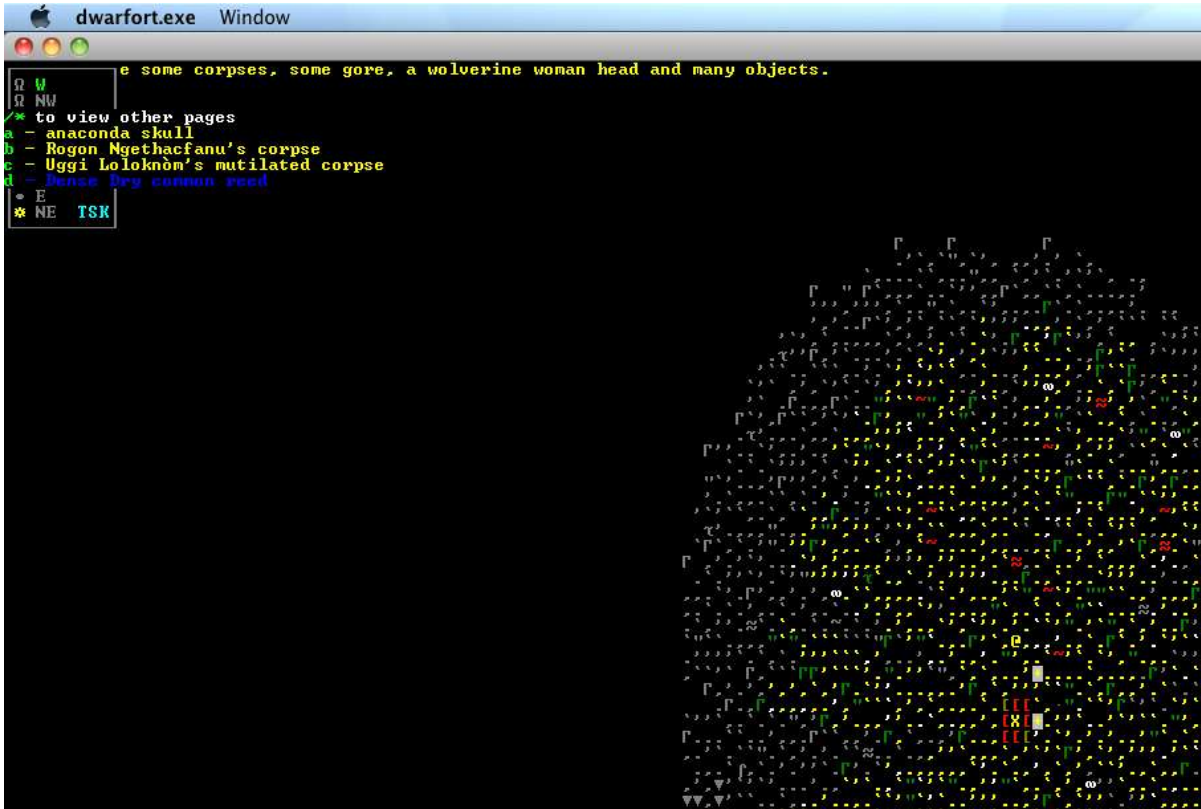 dwarfort.exe Window
e some corpses, some gore, a wolverine woman head and many objects.
Ω W
Ω NW
/* to view other pages
a - anaconda skull
b - Rogon Ngethacfanu's corpse
c - Uggi Loloknòm's mutilated corpse
d - Dense Dry common reed
E
NE TSK